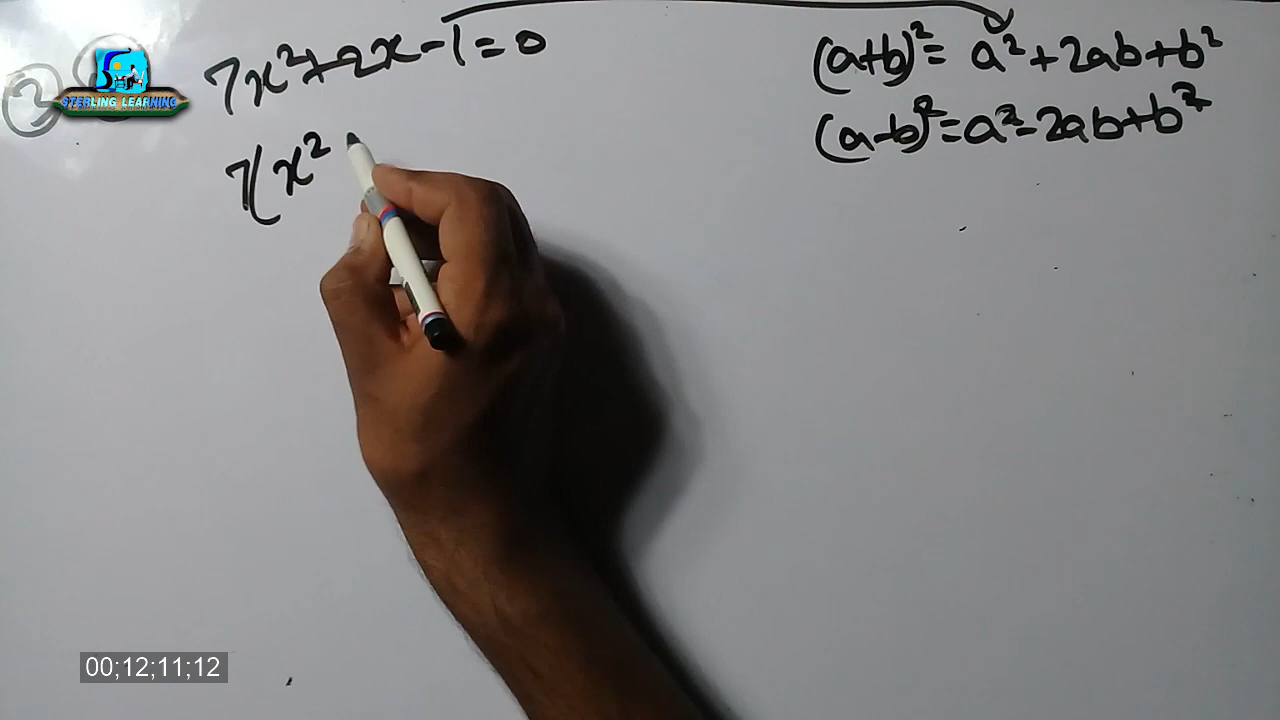 7x²+2x-1=0
(a+b)²= a²+2ab+b²
STERLING LEARNING
(a-b)²=a²-2ab+b²
7(x²
00;12;11;12